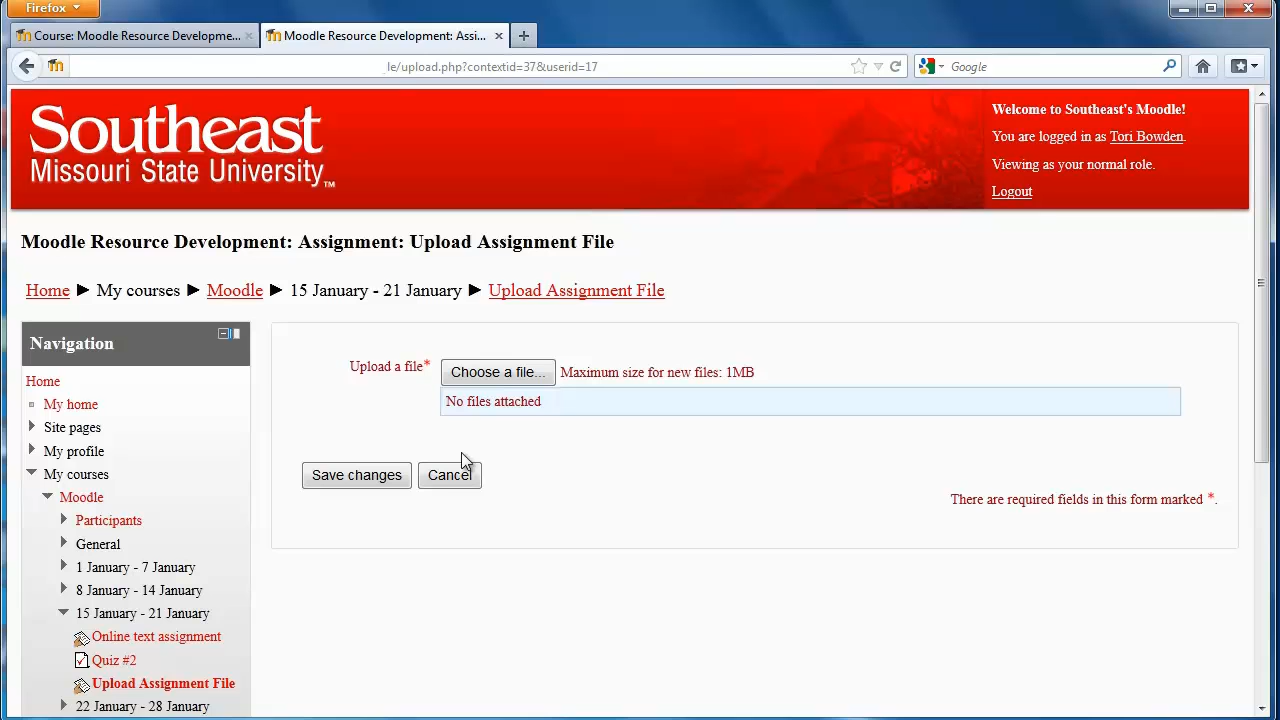 Firefox
Course: Moodle Resource Developme...
Moodle Resource Development: Assi...
le/upload.php?contextid=37&userid=17
Google
Southeast
Missouri State University™
Welcome to Southeast's Moodle!
You are logged in as Tori Bowden.
Viewing as your normal role.
Logout
Moodle Resource Development: Assignment: Upload Assignment File
Home ► My courses ► Moodle ► 15 January - 21 January ► Upload Assignment File
Navigation
Home
My home
Site pages
My profile
My courses
Moodle
Participants
General
1 January - 7 January
8 January - 14 January
15 January - 21 January
Online text assignment
Quiz #2
Upload Assignment File
22 January - 28 January
Upload a file* Choose a file... Maximum size for new files: 1MB
No files attached
Save changes Cancel
There are required fields in this form marked *.